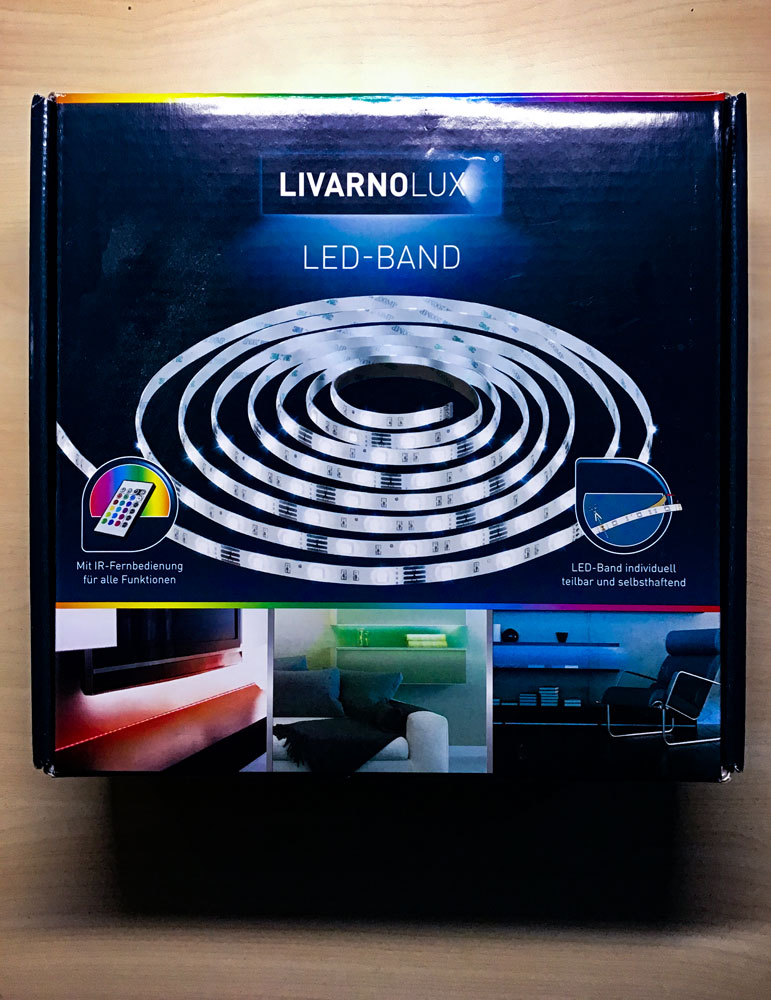 LIVARNOLUX®
LED-BAND
Mit IR-Fernbedienung
für alle Funktionen
LED-Band individuell
teilbar und selbsthaftend